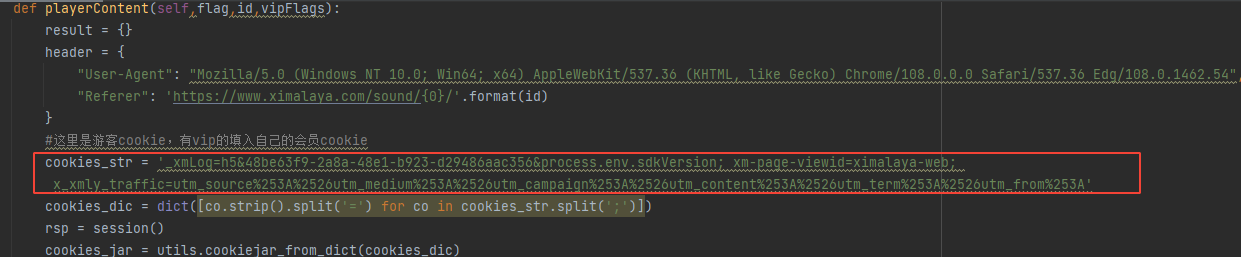 def playerContent(self,flag,id,vipFlags):
    result = {}
    header = {
        "User-Agent": "Mozilla/5.0 (Windows NT 10.0; Win64; x64) AppleWebKit/537.36 (KHTML, like Gecko) Chrome/108.0.0.0 Safari/537.36 Edg/108.0.1462.54",
        "Referer": 'https://www.ximalaya.com/sound/{0}/'.format(id)
    }
    #这里是游客cookie，有vip的填入自己的会员cookie
    cookies_str = '_xmLog=h5&48be63f9-2a8a-48e1-b923-d29486aac356&process.env.sdkVersion; xm-page-viewid=ximalaya-web;
     x_xmly_traffic=utm_source%253A%2526utm_medium%253A%2526utm_campaign%253A%2526utm_content%253A%2526utm_term%253A%2526utm_from%253A'
    cookies_dic = dict([co.strip().split('=') for co in cookies_str.split(';')])
    rsp = session()
    cookies_jar = utils.cookiejar_from_dict(cookies_dic)